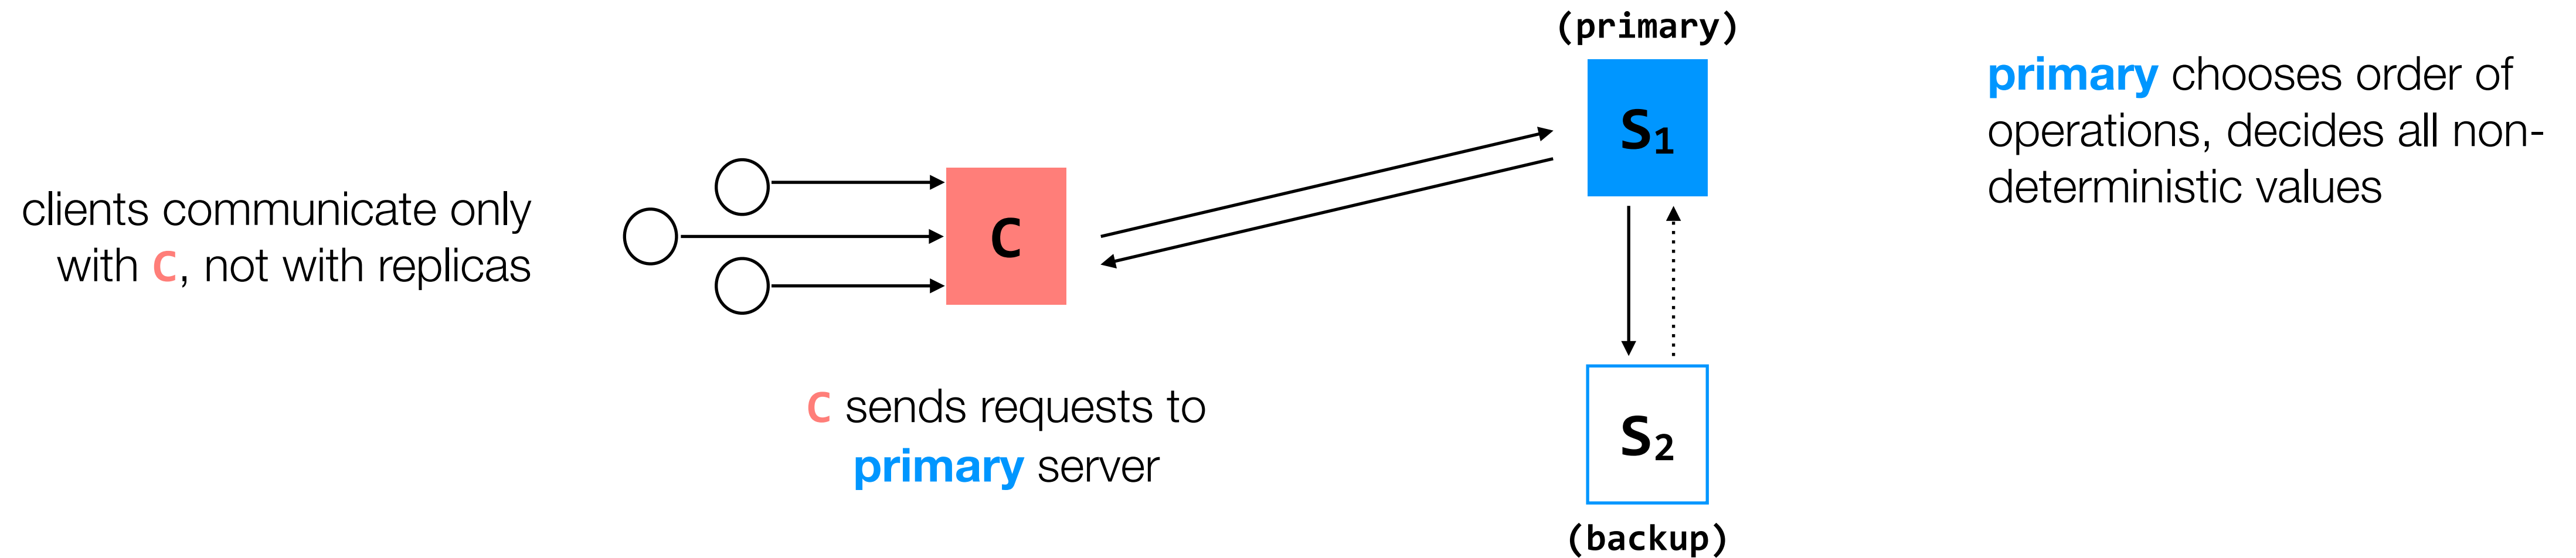 (primary)
S1
primary chooses order of
operations, decides all non-
deterministic values
clients communicate only
with C, not with replicas
C
C sends requests to
primary server
S2
(backup)